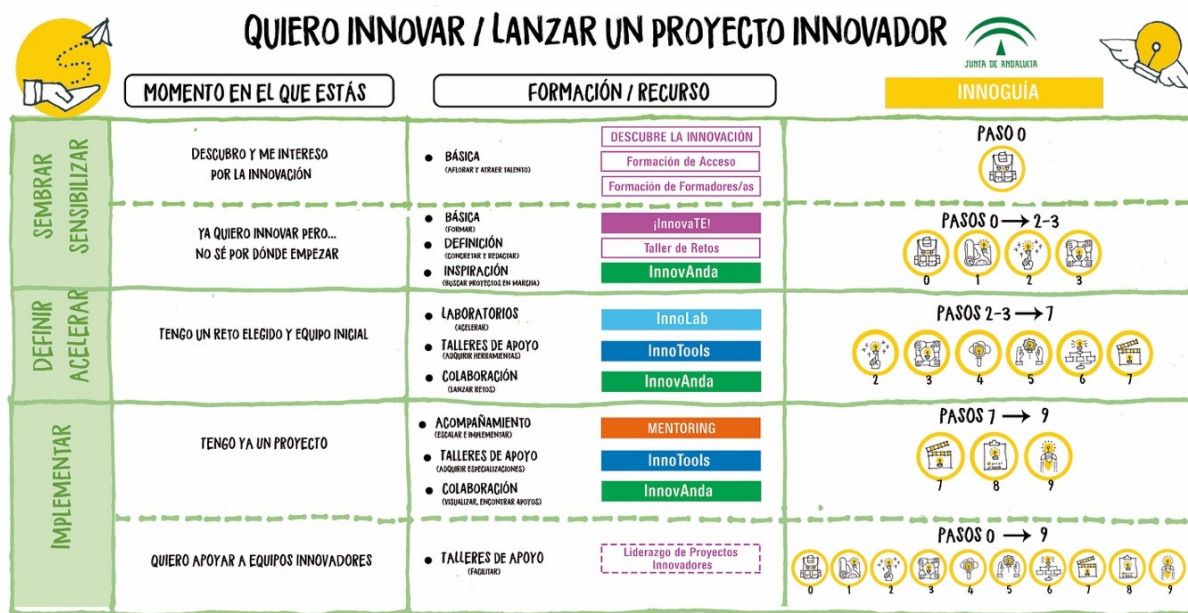 QUIERO INNOVAR / LANZAR UN PROYECTO INNOVADOR
JUNTA DE ANDALUCIA
MOMENTO EN EL QUE ESTÁS
FORMACIÓN / RECURSO
INNOGUÍA
SEMBRAR
SENSIBILIZAR
DESCUBRO Y ME INTERESO
POR LA INNOVACIÓN
• BÁSICA
(AFLORAR Y ATRAER TALENTO)
DESCUBRE LA INNOVACIÓN
Formación de Acceso
Formación de Formadores/as
PASO 0
YA QUIERO INNOVAR PERO...
NO SÉ POR DÓNDE EMPEZAR
• BÁSICA
(FORMAR)
• DEFINICIÓN
(CONCRETAR Y REDACTAR)
• INSPIRACIÓN
(BUSCAR PROYECTOS EN MARCHA)
¡InnovaTE!
Taller de Retos
InnovAnda
PASOS 0 → 2-3
0 1 2 3
DEFINIR
ACELERAR
TENGO UN RETO ELEGIDO Y EQUIPO INICIAL
• LABORATORIOS
(ACELERAR)
• TALLERES DE APOYO
(ADQUIRIR HERRAMIENTAS)
• COLABORACIÓN
(LANZAR RETOS)
InnoLab
InnoTools
InnovAnda
PASOS 2-3 → 7
2 3 4 5 6 7
IMPLEMENTAR
TENGO YA UN PROYECTO
• ACOMPAÑAMIENTO
(ESCALAR E IMPLEMENTAR)
• TALLERES DE APOYO
(ADQUIRIR ESPECIALIZACIONES)
• COLABORACIÓN
(VISUALIZAR, ENCONTRAR APOYOS)
MENTORING
InnoTools
InnovAnda
PASOS 7 → 9
7 8 9
QUIERO APOYAR A EQUIPOS INNOVADORES
• TALLERES DE APOYO
(FACILITAR)
Liderazgo de Proyectos
Innovadores
PASOS 0 → 9
0 1 2 3 4 5 6 7 8 9